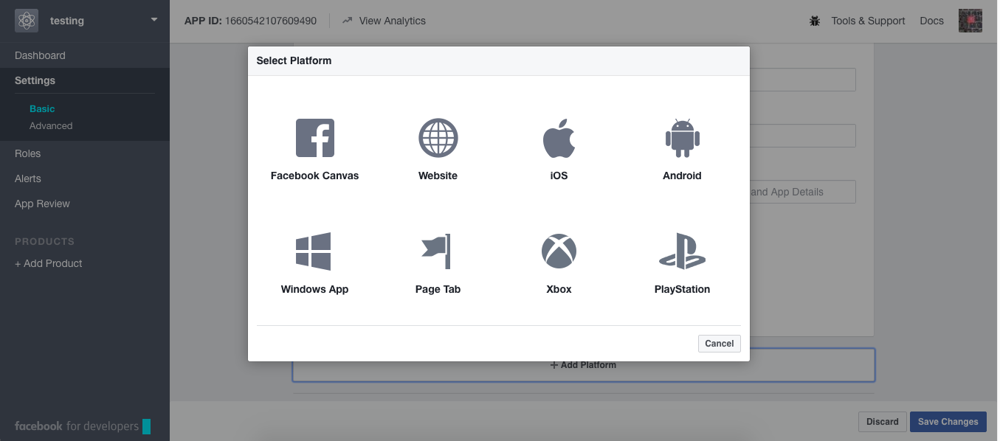 testing
APP ID: 1660542107609490
View Analytics
Tools & Support
Docs
Dashboard
Settings
Basic
Advanced
Roles
Alerts
App Review
PRODUCTS
+ Add Product
facebook for developers
Select Platform
Facebook Canvas
Website
iOS
Android
Windows App
Page Tab
Xbox
PlayStation
Cancel
and App Details
+ Add Platform
Discard
Save Changes